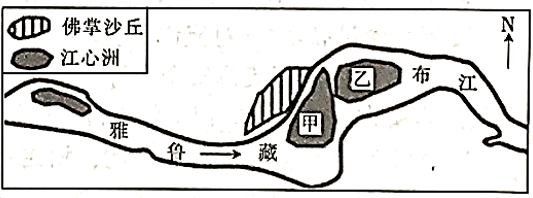 佛掌沙丘
江心洲
N
乙 布 江
雅 鲁 藏
甲